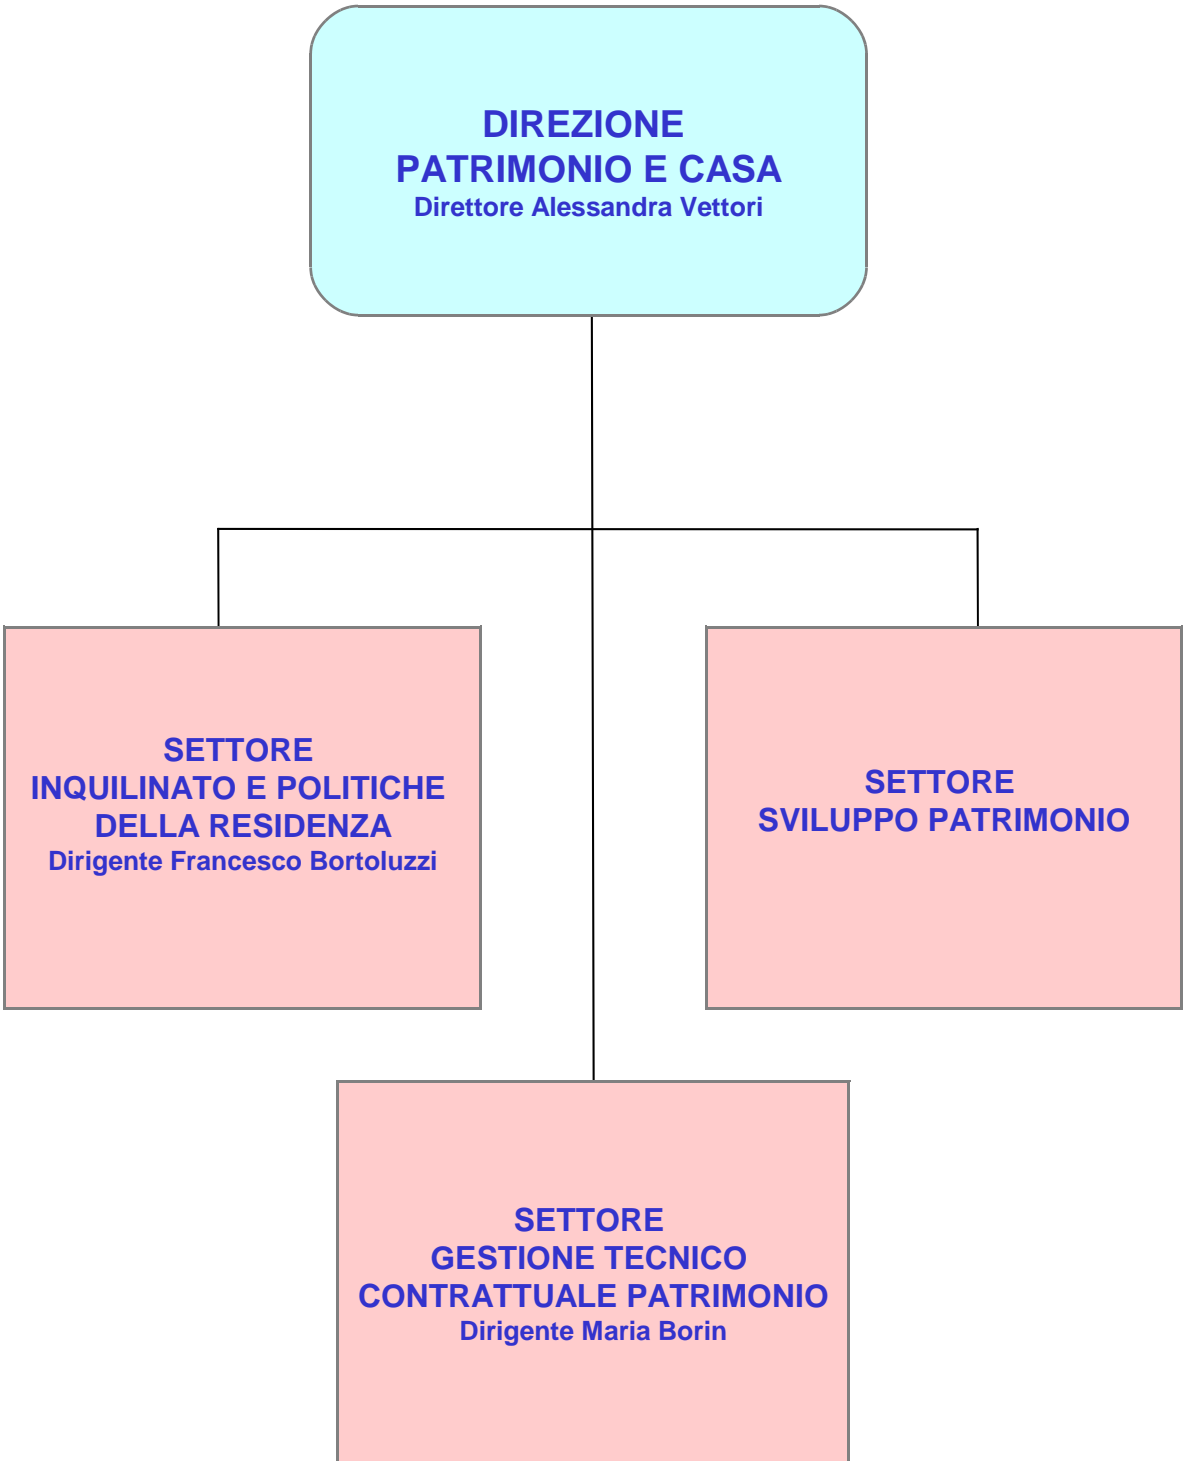 DIREZIONE
PATRIMONIO E CASA
Direttore Alessandra Vettori
SETTORE
INQUILINATO E POLITICHE
DELLA RESIDENZA
Dirigente Francesco Bortoluzzi
SETTORE
SVILUPPO PATRIMONIO
SETTORE
GESTIONE TECNICO
CONTRATTUALE PATRIMONIO
Dirigente Maria Borin